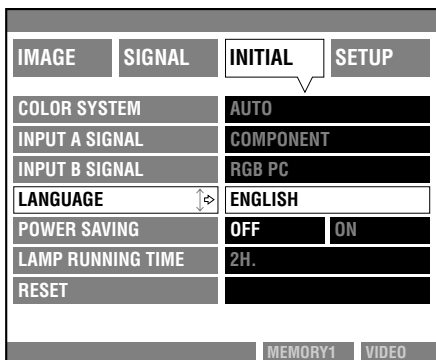 IMAGE SIGNAL INITIAL SETUP
COLOR SYSTEM AUTO
INPUT A SIGNAL COMPONENT
INPUT B SIGNAL RGB PC
LANGUAGE ENGLISH
POWER SAVING OFF ON
LAMP RUNNING TIME 2H.
RESET
MEMORY1 VIDEO